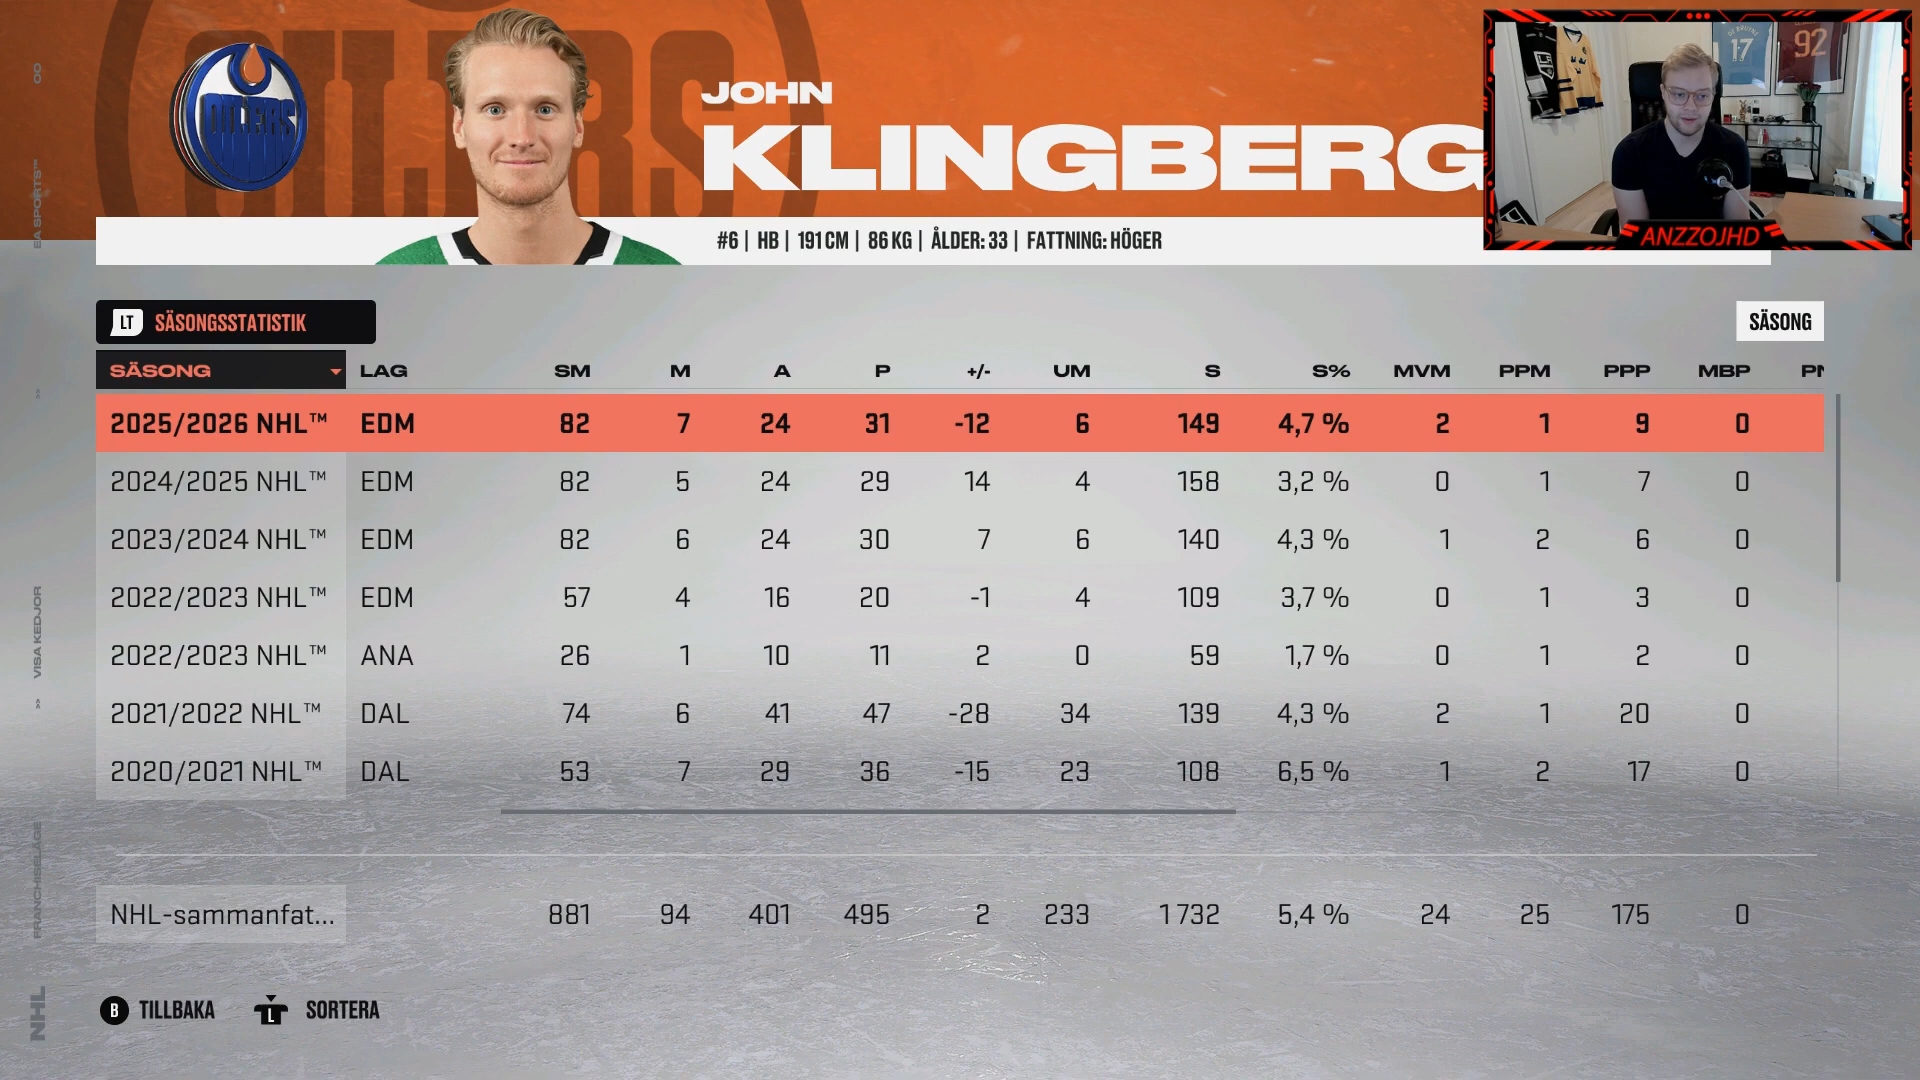 OILERS
JOHN
KLINGBERG
#6 | HB | 191 CM | 86 KG | ÅLDER: 33 | FATTNING: HÖGER
DE BRUYNE
17
92
ANZZOJHD
EA SPORTS™
VISA KEDJOR
FRANCHISELÄGE
NHL
LT SÄSONGSSTATISTIK
SÄSONG
SÄSONG LAG SM M A P +/- UM S S% MVM PPM PPP MBP
2025/2026 NHL™ EDM 82 7 24 31 -12 6 149 4,7 % 2 1 9 0
2024/2025 NHL™ EDM 82 5 24 29 14 4 158 3,2 % 0 1 7 0
2023/2024 NHL™ EDM 82 6 24 30 7 6 140 4,3 % 1 2 6 0
2022/2023 NHL™ EDM 57 4 16 20 -1 4 109 3,7 % 0 1 3 0
2022/2023 NHL™ ANA 26 1 10 11 2 0 59 1,7 % 0 1 2 0
2021/2022 NHL™ DAL 74 6 41 47 -28 34 139 4,3 % 2 1 20 0
2020/2021 NHL™ DAL 53 7 29 36 -15 23 108 6,5 % 1 2 17 0
NHL-sammanfat... 881 94 401 495 2 233 1 732 5,4 % 24 25 175 0
B TILLBAKA L SORTERA